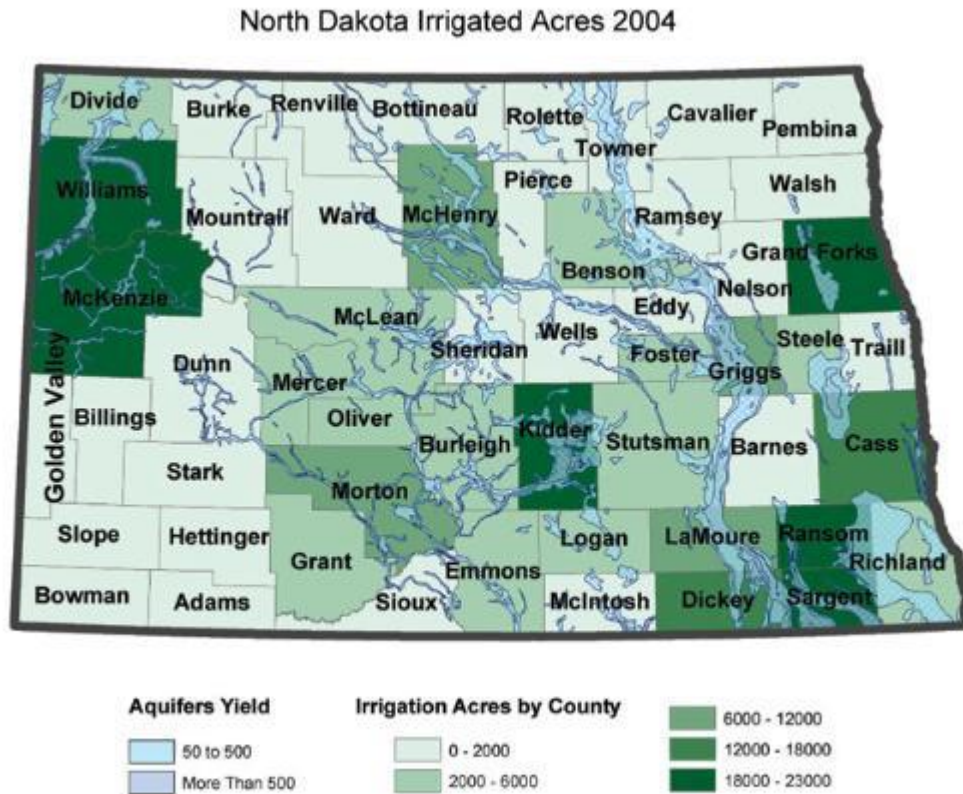 North Dakota Irrigated Acres 2004
Divide
Burke
Renville
Bottineau
Rolette
Towner
Cavalier
Pembina
Williams
Mountrail
Ward
McHenry
Pierce
Ramsey
Walsh
Benson
Grand Forks
Nelson
McKenzie
McLean
Sheridan
Wells
Eddy
Foster
Griggs
Steele
Traill
Golden Valley
Billings
Dunn
Mercer
Oliver
Burleigh
Kidder
Stutsman
Barnes
Cass
Stark
Morton
Slope
Hettinger
Grant
Emmons
Logan
LaMoure
Ransom
Richland
Bowman
Adams
Sioux
McIntosh
Dickey
Sargent
Aquifers Yield
50 to 500
More Than 500
Irrigation Acres by County
0 - 2000
2000 - 6000
6000 - 12000
12000 - 18000
18000 - 23000